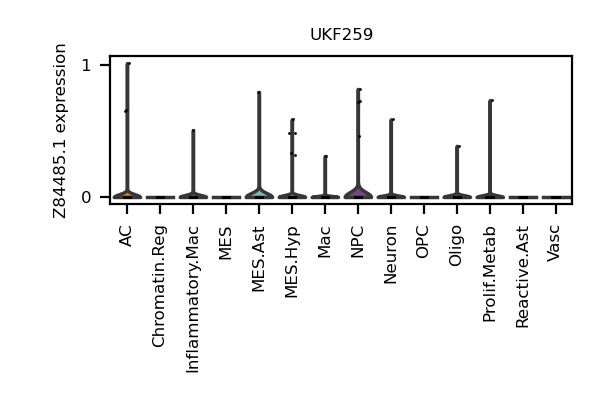 UKF259
Z84485.1 expression
1
0
AC
Chromatin.Reg
Inflammatory.Mac
MES
MES.Ast
MES.Hyp
Mac
NPC
Neuron
OPC
Oligo
Prolif.Metab
Reactive.Ast
Vasc